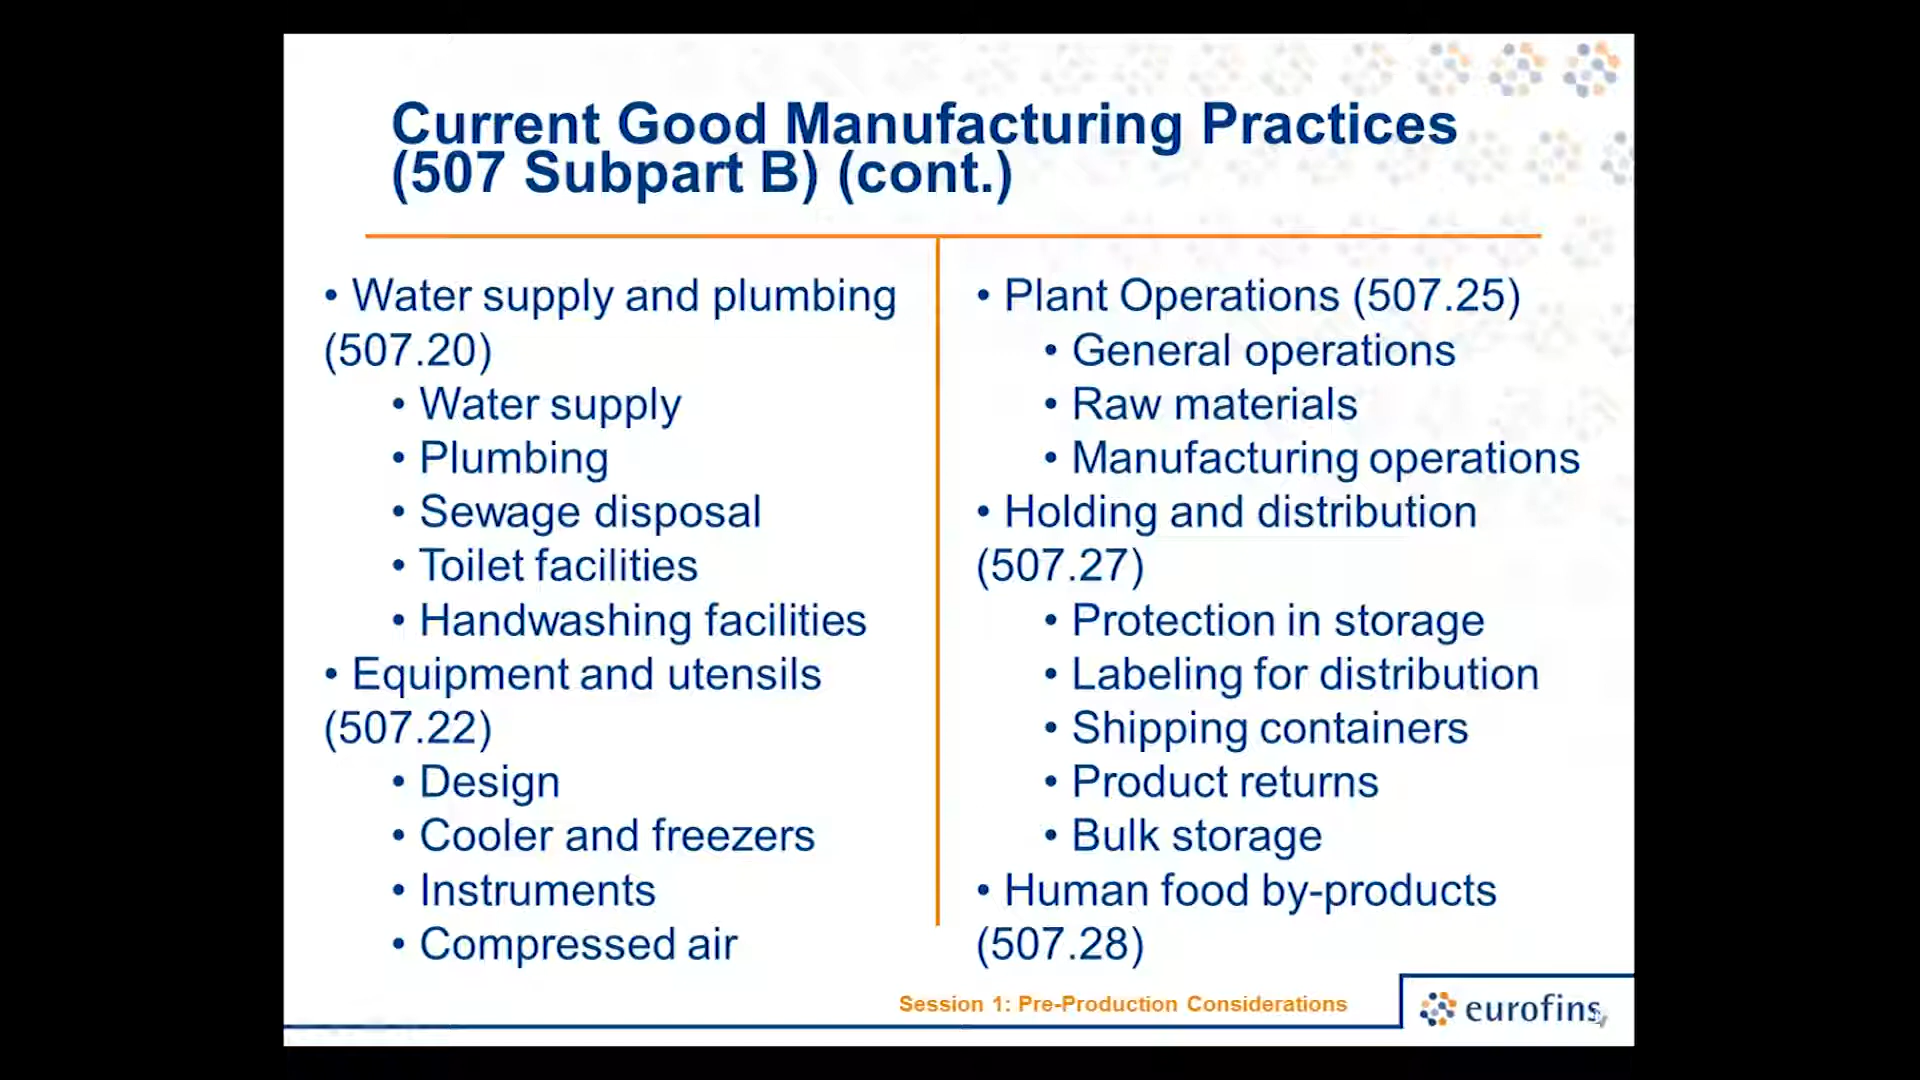 Current Good Manufacturing Practices
(507 Subpart B) (cont.)
• Water supply and plumbing
(507.20)
• Water supply
• Plumbing
• Sewage disposal
• Toilet facilities
• Handwashing facilities
• Equipment and utensils
(507.22)
• Design
• Cooler and freezers
• Instruments
• Compressed air
• Plant Operations (507.25)
• General operations
• Raw materials
• Manufacturing operations
• Holding and distribution
(507.27)
• Protection in storage
• Labeling for distribution
• Shipping containers
• Product returns
• Bulk storage
• Human food by-products
(507.28)
Session 1: Pre-Production Considerations
eurofins